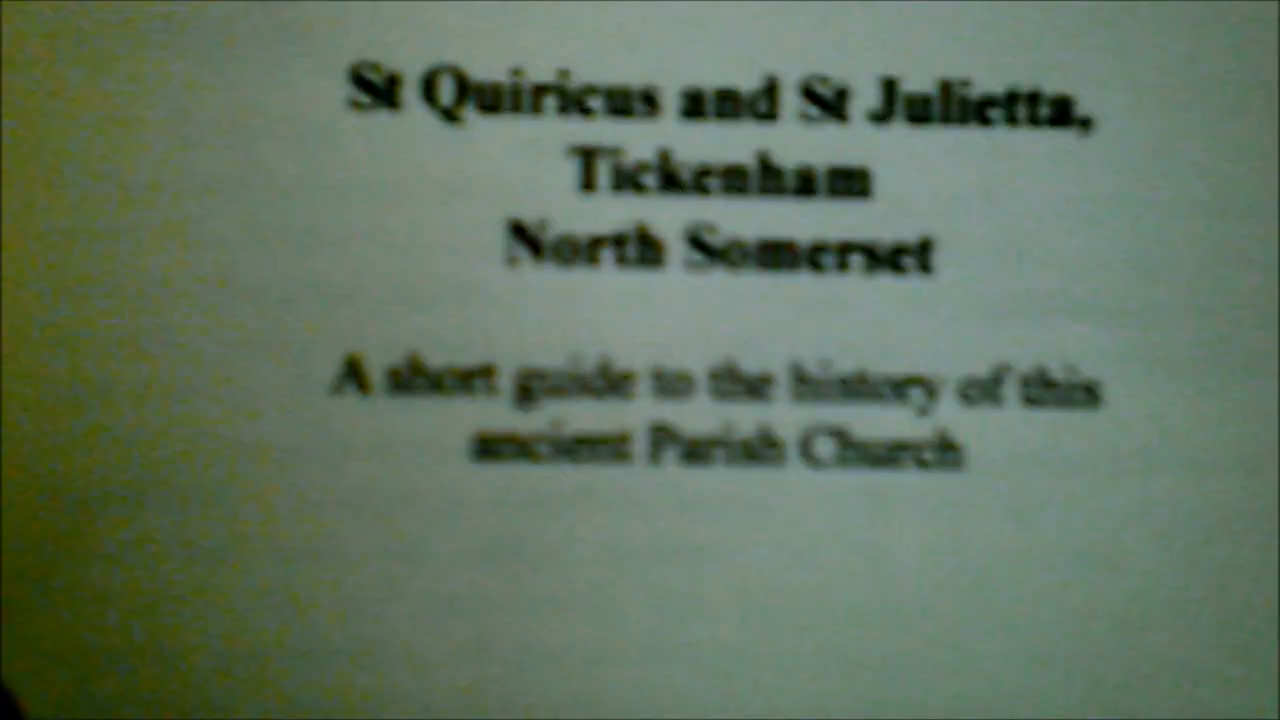 St Quiricus and St Julietta,
Tickenham
North Somerset
A short guide to the history of this
ancient Parish Church